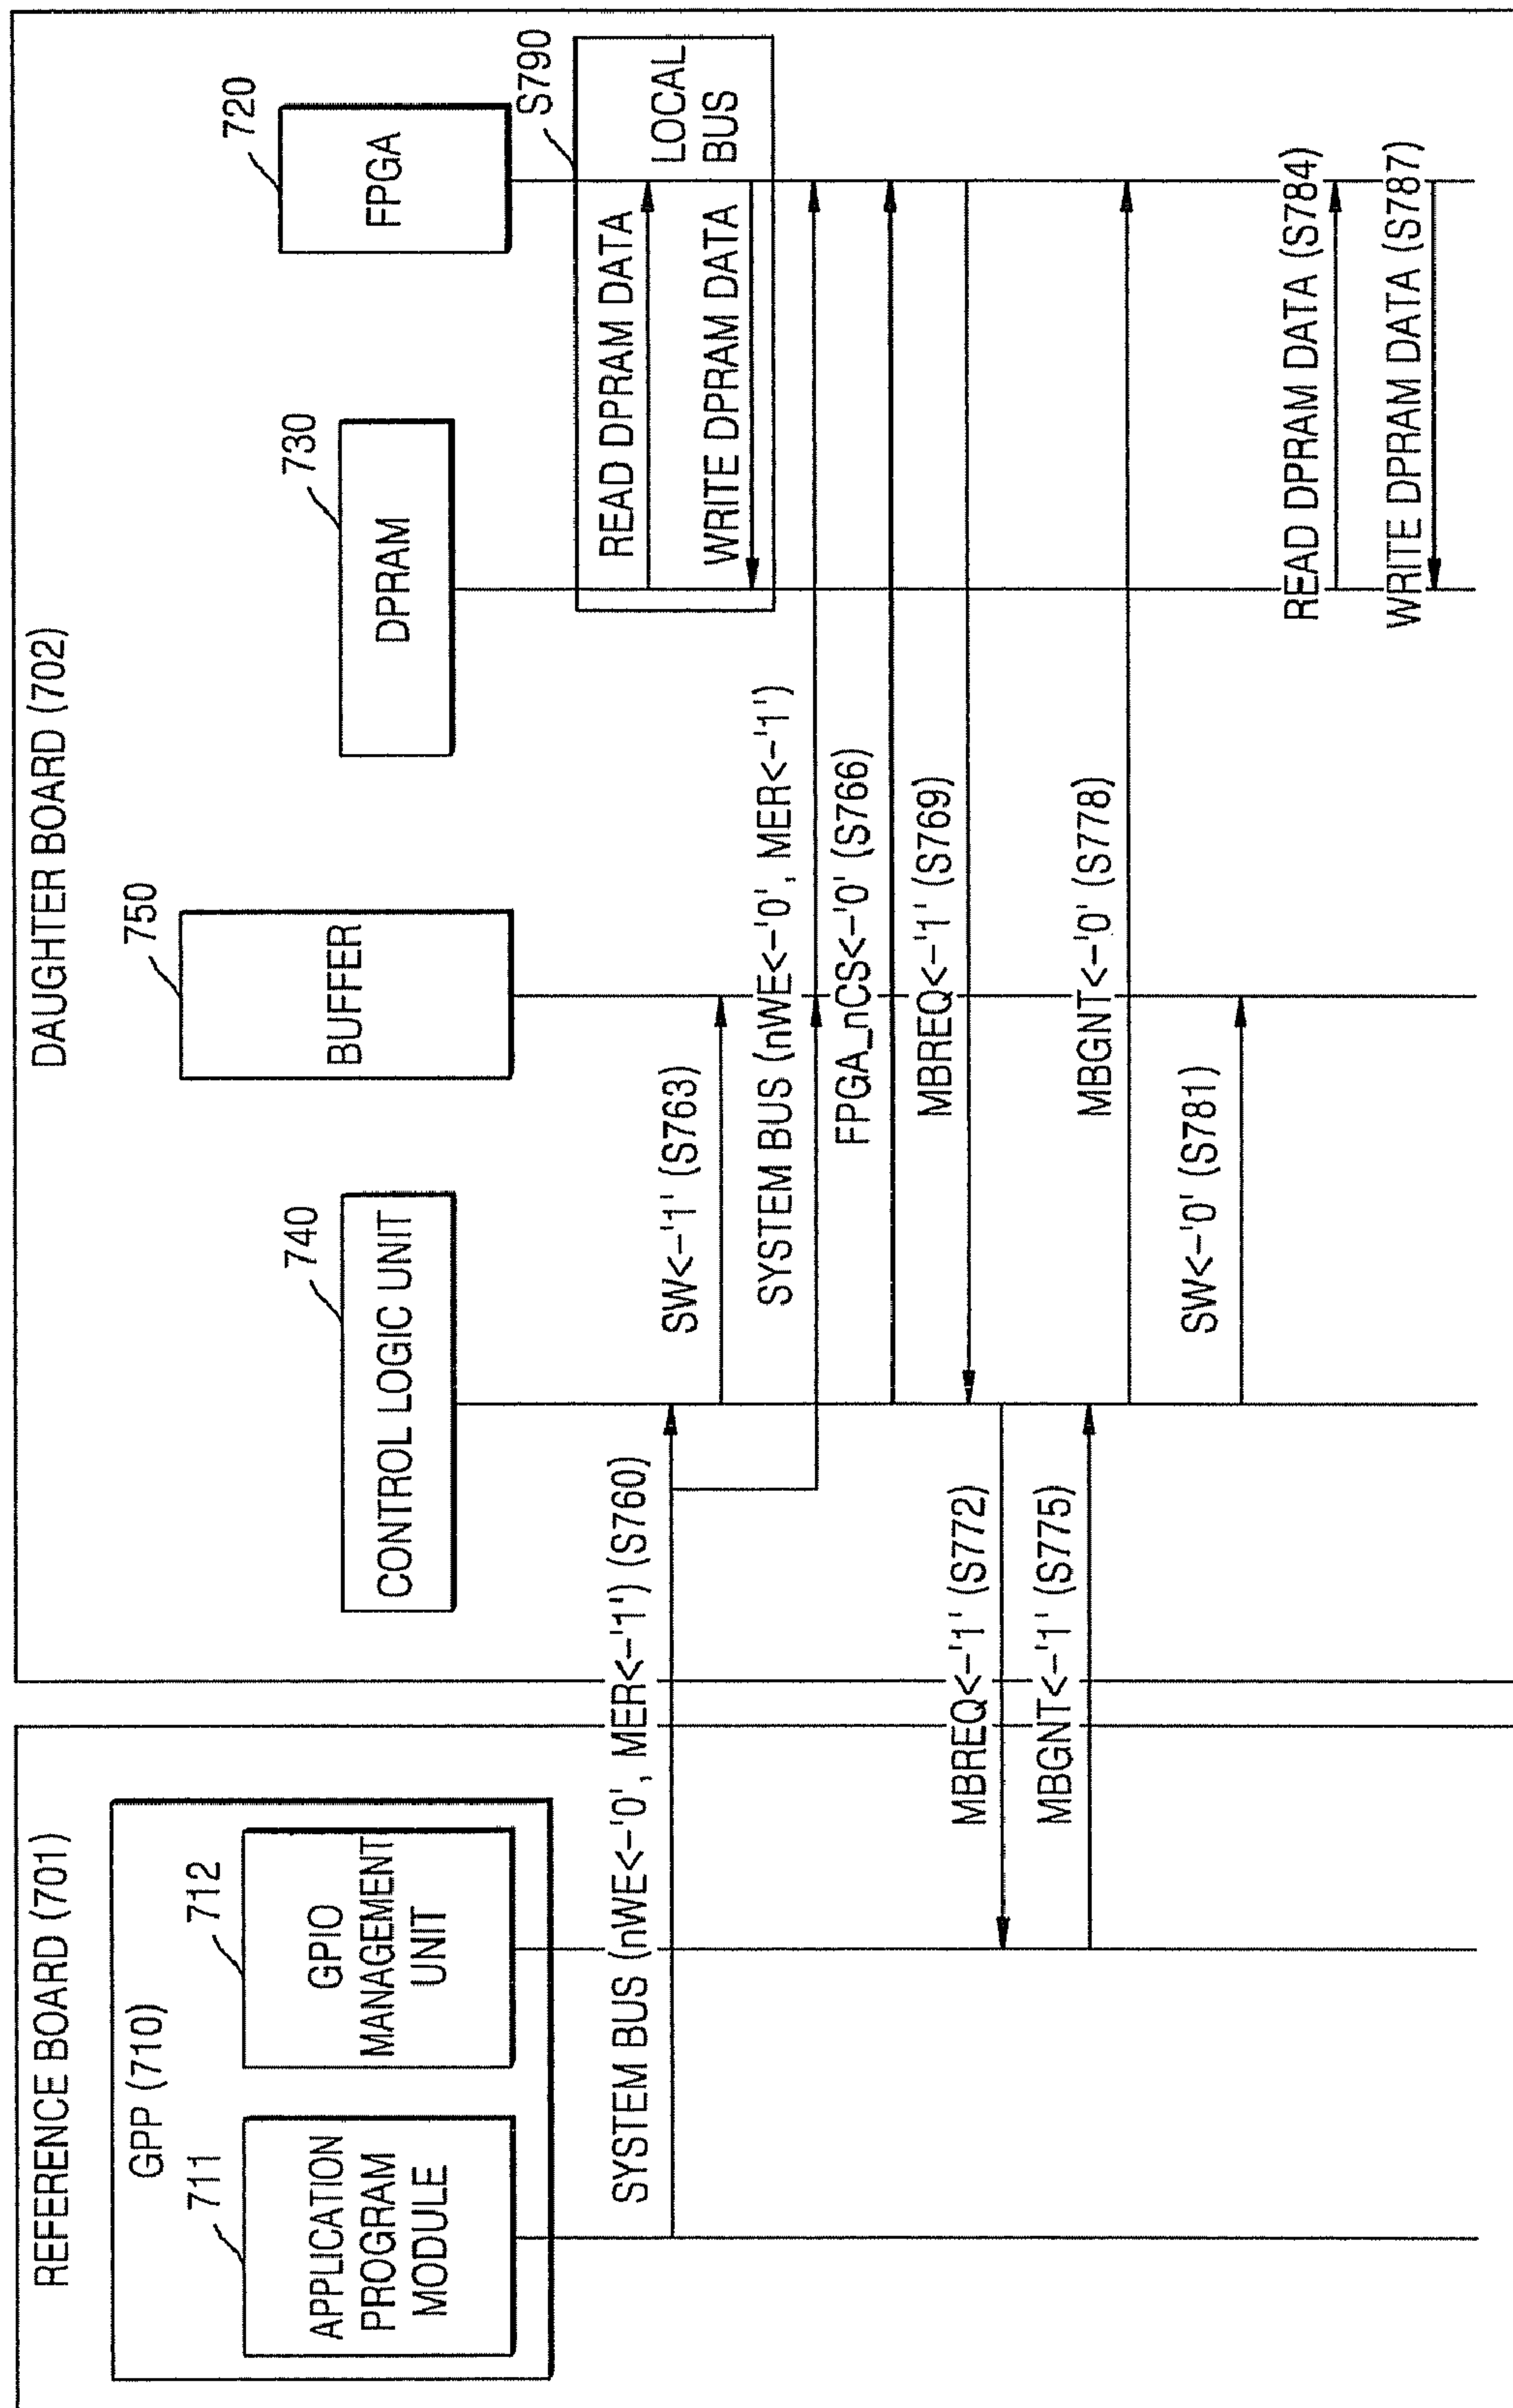 REFERENCE BOARD (701)
GPP (710)
711
APPLICATION
PROGRAM
MODULE
712
GPIO
MANAGEMENT
UNIT
DAUGHTER BOARD (702)
740
CONTROL LOGIC UNIT
750
BUFFER
730
DPRAM
720
FPGA
S790
LOCAL
BUS
READ DPRAM DATA
WRITE DPRAM DATA
SYSTEM BUS (nWE<-'0', MER<-'1') (S760)
SW<-'1' (S763)
SYSTEM BUS (nWE<-'0', MER<-'1')
FPGA_nCS<-'0' (S766)
MBREQ<-'1' (S769)
MBREQ<-'1' (S772)
MBGNT<-'1' (S775)
MBGNT<-'0' (S778)
SW<-'0' (S781)
READ DPRAM DATA (S784)
WRITE DPRAM DATA (S787)